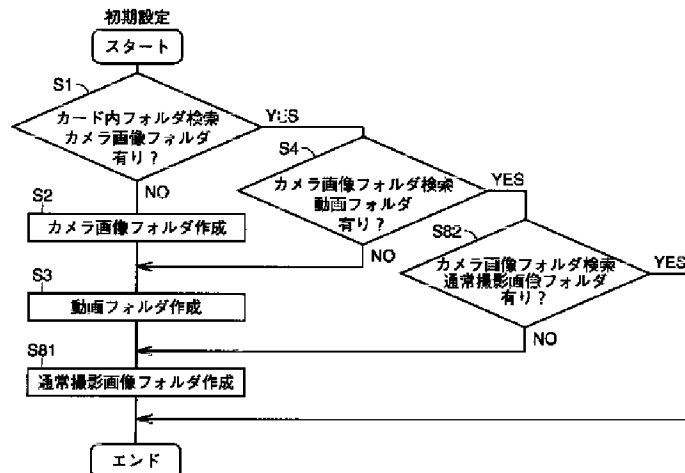 初期設定
スタート
S1
カード内フォルダ検索
カメラ画像フォルダ
有り?
YES
NO
S4
カメラ画像フォルダ検索
動画フォルダ
有り?
YES
NO
S82
カメラ画像フォルダ検索
通常撮影画像フォルダ
有り?
YES
NO
S2
カメラ画像フォルダ作成
S3
動画フォルダ作成
S81
通常撮影画像フォルダ作成
エンド